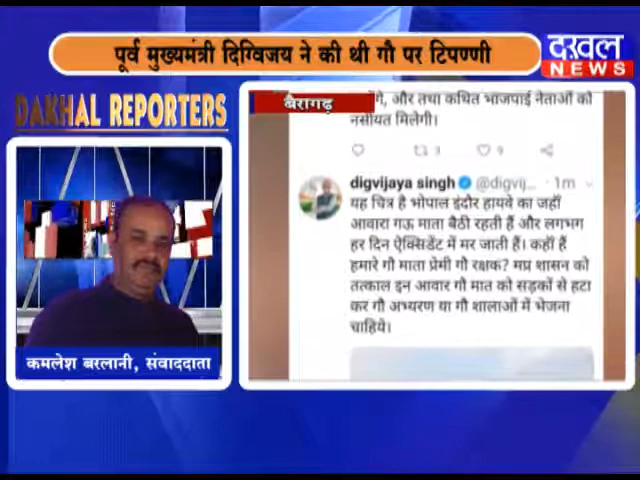 पूर्व मुख्यमंत्री दिग्विजय ने की थी गौ पर टिपण्णी
दखल
NEWS
DAKHAL REPORTERS
बैरागढ़
और तथा कथित भाजपाई नेताओं को
नसीयत मिलेगी।
3
9
digvijaya singh @digvij... · 1m
यह चित्र है भोपाल इंदौर हायवे का जहाँ
आवारा गऊ माता बैठी रहती हैं और लगभग
हर दिन ऐक्सिडेंट में मर जाती हैं। कहाँ हैं
हमारे गौ माता प्रेमी गौ रक्षक? मप्र शासन को
तत्काल इन आवार गौ मात को सड़कों से हटा
कर गौ अभ्यरण या गौ शालाओं में भेजना
चाहिये।
कमलेश बरलानी, संवाददाता